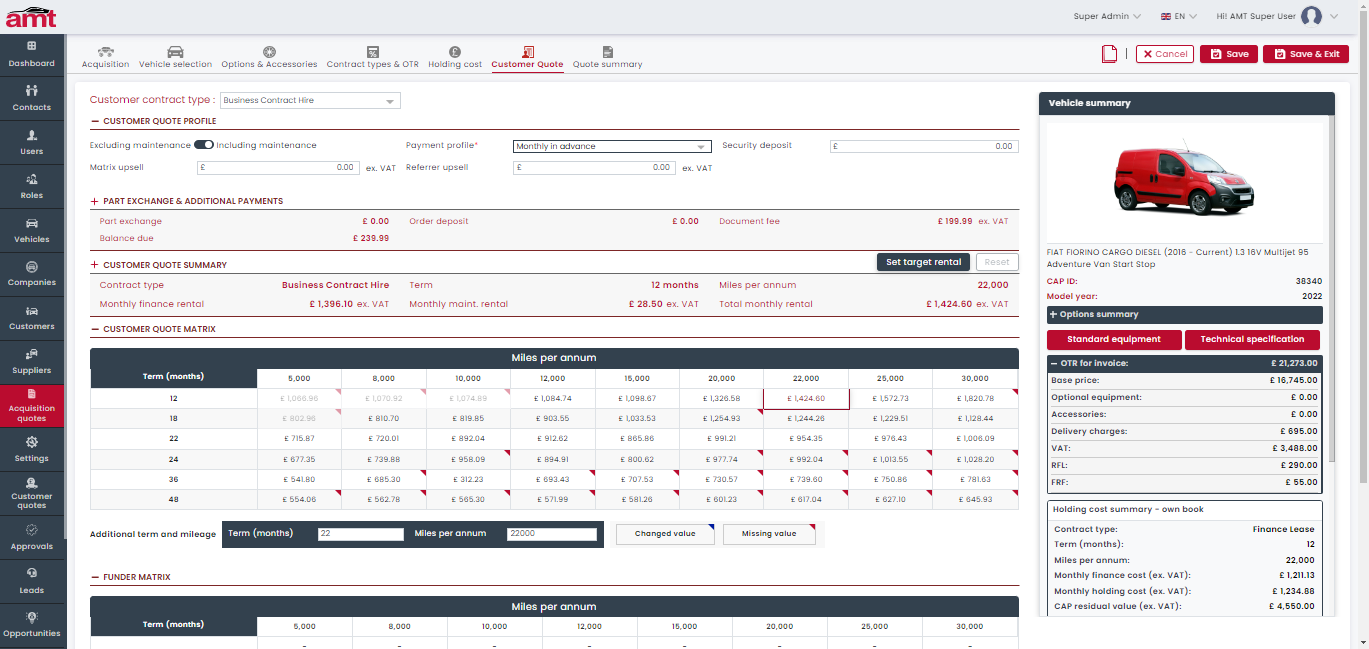 amt
Super Admin EN Hi! AMT Super User
Dashboard
Contacts
Users
Roles
Vehicles
Companies
Customers
Suppliers
Acquisition
quotes
Settings
Customer
quotes
Approvals
Leads
Opportunities
Acquisition Vehicle selection Options & Accessories Contract types & OTR Holding cost Customer Quote Quote summary
Cancel Save Save & Exit
Customer contract type : Business Contract Hire
CUSTOMER QUOTE PROFILE
Excluding maintenance Including maintenance Payment profile* Monthly in advance Security deposit £ 0.00
Matrix upsell £ 0.00 ex. VAT Referrer upsell £ 0.00 ex. VAT
+ PART EXCHANGE & ADDITIONAL PAYMENTS
Part exchange £ 0.00 Order deposit £ 0.00 Document fee £ 199.99 ex. VAT
Balance due £ 239.99
+ CUSTOMER QUOTE SUMMARY Set target rental Reset
Contract type Business Contract Hire Term 12 months Miles per annum 22,000
Monthly finance rental £ 1,396.10 ex. VAT Monthly maint. rental £ 28.50 ex. VAT Total monthly rental £ 1,424.60 ex. VAT
CUSTOMER QUOTE MATRIX
Miles per annum
Term (months) 5,000 8,000 10,000 12,000 15,000 20,000 22,000 25,000 30,000
12 £ 1,066.96 £ 1,070.92 £ 1,074.89 £ 1,084.74 £ 1,098.67 £ 1,326.58 £ 1,424.60 £ 1,572.73 £ 1,820.78
18 £ 802.96 £ 810.70 £ 819.85 £ 903.55 £ 1,033.53 £ 1,254.93 £ 1,244.26 £ 1,229.51 £ 1,128.44
22 £ 715.87 £ 720.01 £ 892.04 £ 912.62 £ 865.86 £ 991.21 £ 954.35 £ 976.43 £ 1,006.09
24 £ 677.35 £ 739.88 £ 958.09 £ 894.91 £ 800.62 £ 977.74 £ 992.04 £ 1,013.55 £ 1,028.20
36 £ 541.80 £ 685.30 £ 312.23 £ 693.43 £ 707.53 £ 730.57 £ 739.60 £ 750.86 £ 781.63
48 £ 554.06 £ 562.78 £ 565.30 £ 571.99 £ 581.26 £ 601.23 £ 617.04 £ 627.10 £ 645.93
Additional term and mileage Term (months) 22 Miles per annum 22000 Changed value Missing value
FUNDER MATRIX
Miles per annum
Term (months) 5,000 8,000 10,000 12,000 15,000 20,000 25,000 30,000
Vehicle summary
FIAT FIORINO CARGO DIESEL (2016 - Current) 1.3 16V Multijet 95
Adventure Van Start Stop
CAP ID: 38340
Model year: 2022
+ Options summary
Standard equipment Technical specification
OTR for invoice: £ 21,273.00
Base price: £ 16,745.00
Optional equipment: £ 0.00
Accessories: £ 0.00
Delivery charges: £ 695.00
VAT: £ 3,488.00
RFL: £ 290.00
FRF: £ 55.00
Holding cost summary - own book
Contract type: Finance Lease
Term (months): 12
Miles per annum: 22,000
Monthly finance cost (ex. VAT): £ 1,211.13
Monthly holding cost (ex. VAT): £ 1,234.88
CAP residual value (ex. VAT): £ 4,550.00